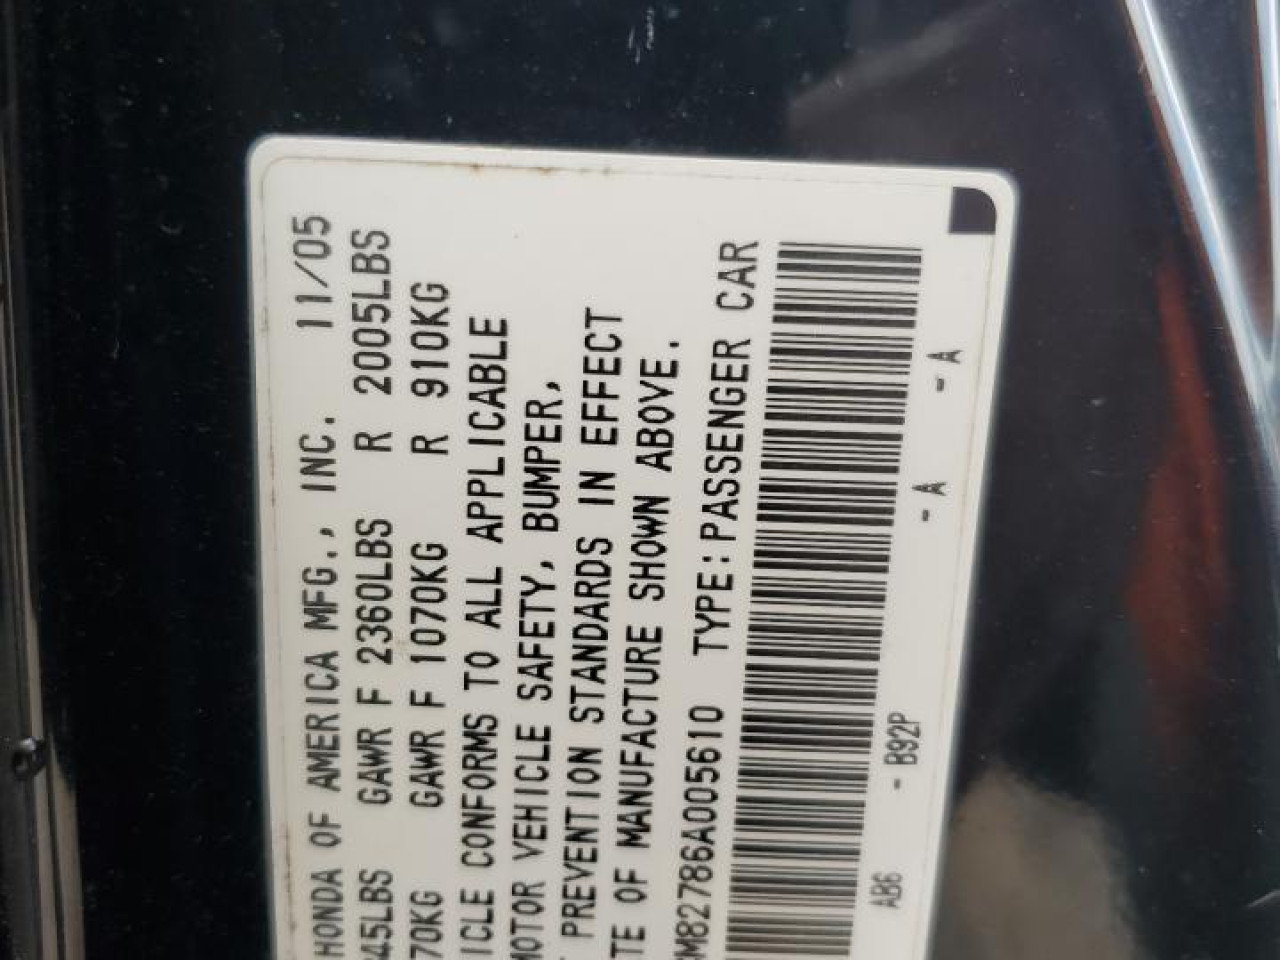 HONDA OF AMERICA MFG., INC. 11/05
45LBS GAWR F 2360LBS R 2005LBS
70KG GAWR F 1070KG R 910KG
ICLE CONFORMS TO ALL APPLICABLE
MOTOR VEHICLE SAFETY, BUMPER,
PREVENTION STANDARDS IN EFFECT
TE OF MANUFACTURE SHOWN ABOVE.
M82786A005610 TYPE:PASSENGER CAR
AB6 - B92P - A - A